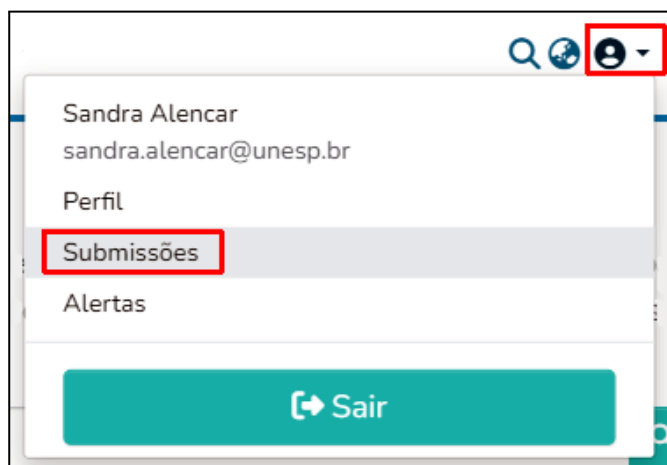 Sandra Alencar
sandra.alencar@unesp.br
Perfil
Submissões
Alertas
Sair